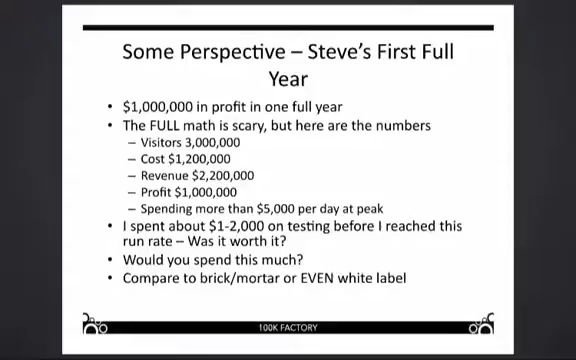 Some Perspective – Steve's First Full
Year
• $1,000,000 in profit in one full year
• The FULL math is scary, but here are the numbers
– Visitors 3,000,000
– Cost $1,200,000
– Revenue $2,200,000
– Profit $1,000,000
– Spending more than $5,000 per day at peak
• I spent about $1-2,000 on testing before I reached this
run rate – Was it worth it?
• Would you spend this much?
• Compare to brick/mortar or EVEN white label
100K FACTORY